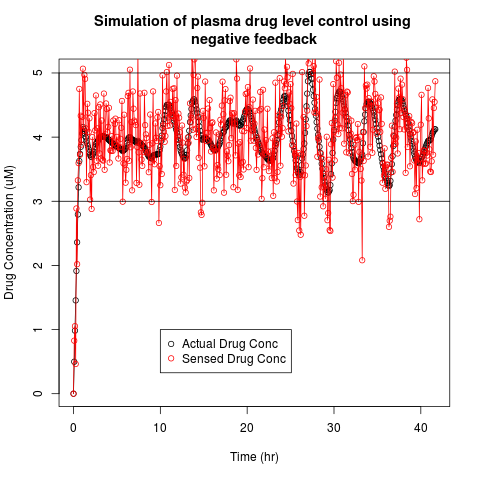 Simulation of plasma drug level control using
negative feedback
Drug Concentration (uM)
5
4
3
2
1
0
Actual Drug Conc
Sensed Drug Conc
0 10 20 30 40
Time (hr)